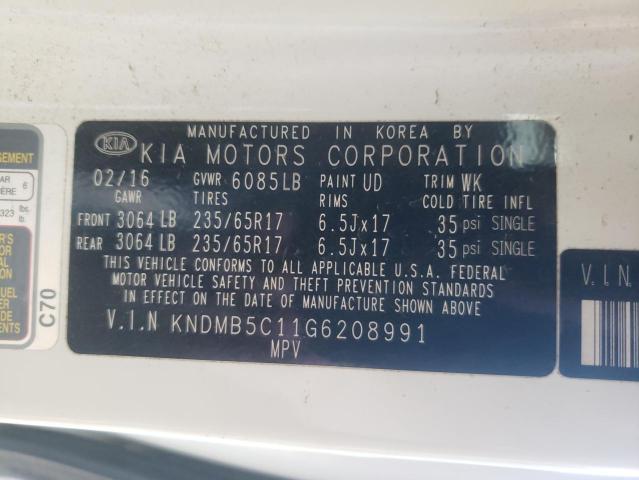 MANUFACTURED IN KOREA BY
KIA KIA MOTORS CORPORATION
02/16 GVWR 6085LB PAINT UD TRIM WK
GAWR TIRES RIMS COLD TIRE INFL
FRONT 3064 LB 235/65R17 6.5Jx17 35 psi SINGLE
REAR 3064 LB 235/65R17 6.5Jx17 35 psi SINGLE
THIS VEHICLE CONFORMS TO ALL APPLICABLE U.S.A. FEDERAL
MOTOR VEHICLE SAFETY AND THEFT PREVENTION STANDARDS
IN EFFECT ON THE DATE OF MANUFACTURE SHOWN ABOVE
V.I.N KNDMB5C11G6208991
MPV
C70
V.I.N.
6
323 lbs.